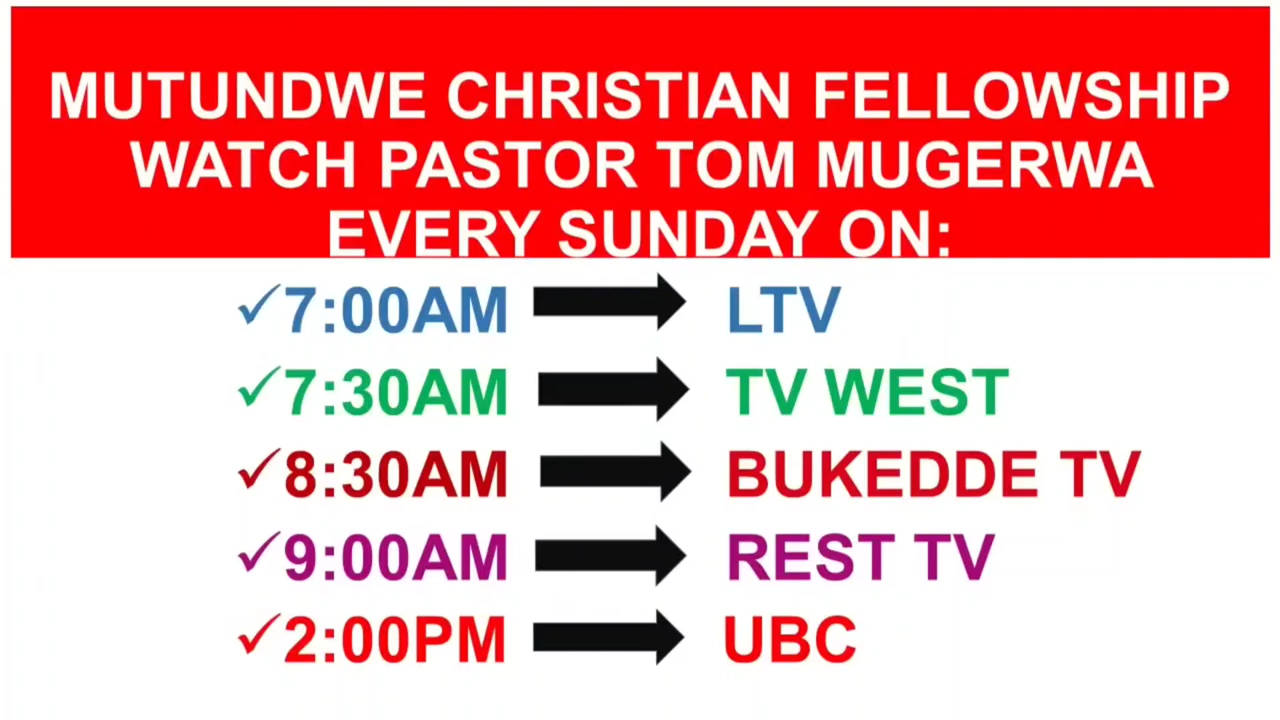 MUTUNDWE CHRISTIAN FELLOWSHIP
WATCH PASTOR TOM MUGERWA
EVERY SUNDAY ON:
7:00AM LTV
7:30AM TV WEST
8:30AM BUKEDDE TV
9:00AM REST TV
2:00PM UBC